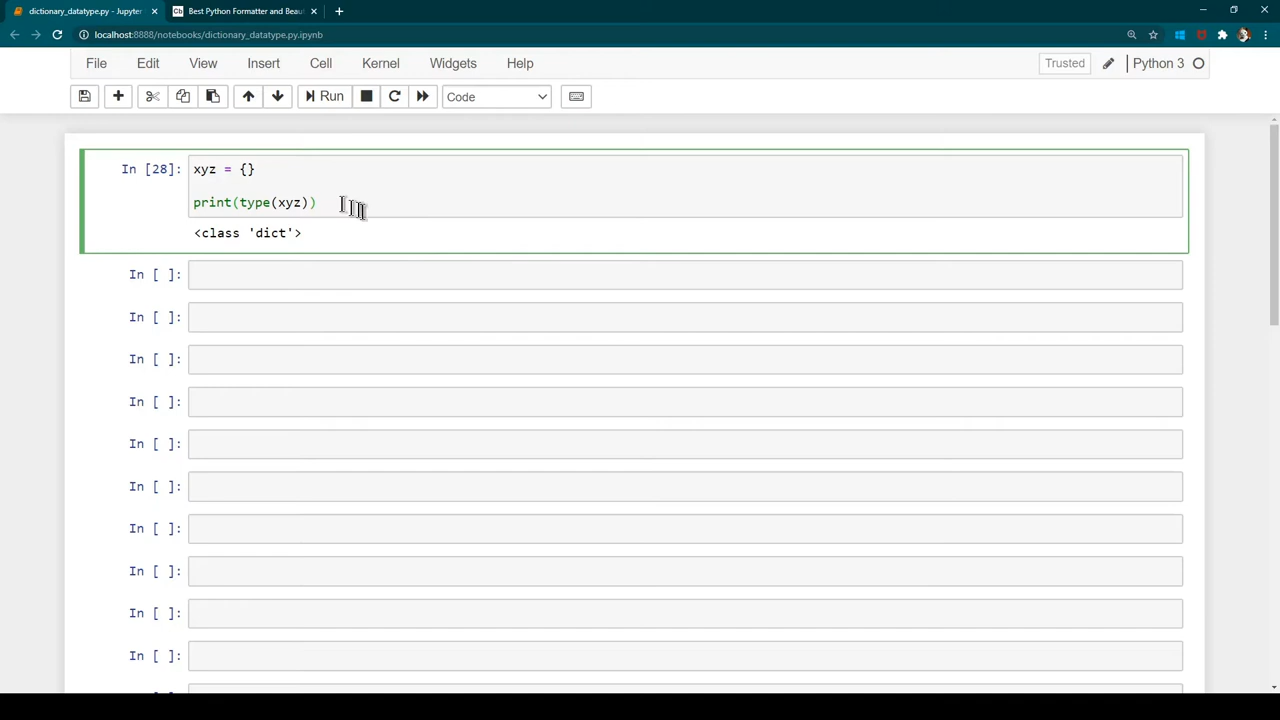 dictionary_datatype.py - Jupyter
Best Python Formatter and Beau
localhost:8888/notebooks/dictionary_datatype.py.ipynb
File Edit View Insert Cell Kernel Widgets Help Trusted Python 3
Run Code
In [28]: xyz = {}
print(type(xyz))
<class 'dict'>
In [ ]:
In [ ]:
In [ ]:
In [ ]:
In [ ]:
In [ ]:
In [ ]:
In [ ]:
In [ ]:
In [ ]: